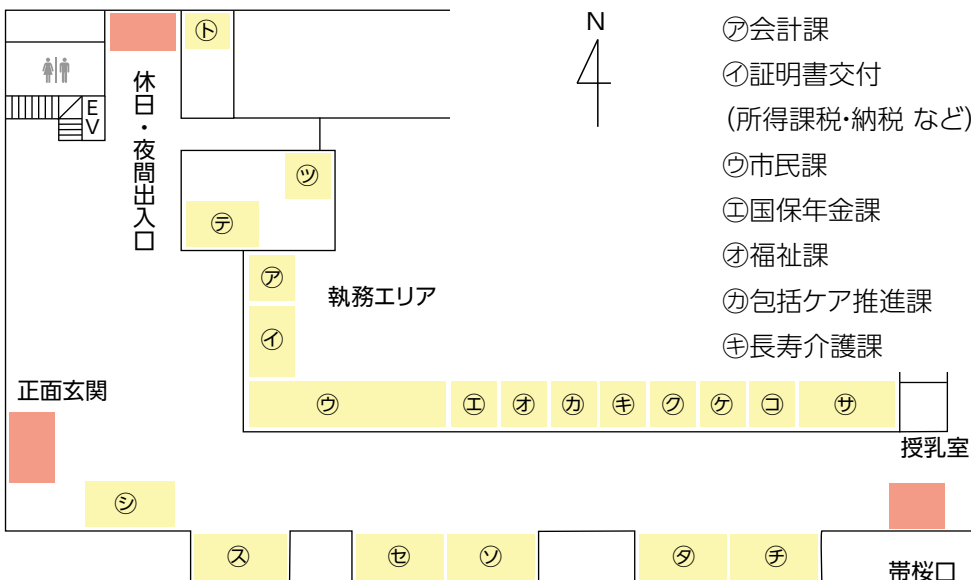 ㋣
N
㋐会計課
㋑証明書交付
(所得課税・納税 など)
㋒市民課
㋓国保年金課
㋔福祉課
㋕包括ケア推進課
㋖長寿介護課
EV
休日・夜間出入口
㋡
㋢
㋐
執務エリア
㋑
正面玄関
㋒ ㋓ ㋔ ㋕ ㋖ ㋗ ㋘ ㋙ ㋚
授乳室
㋛
㋜ ㋝ ㋞ ㋟ ㋠
帯桜口